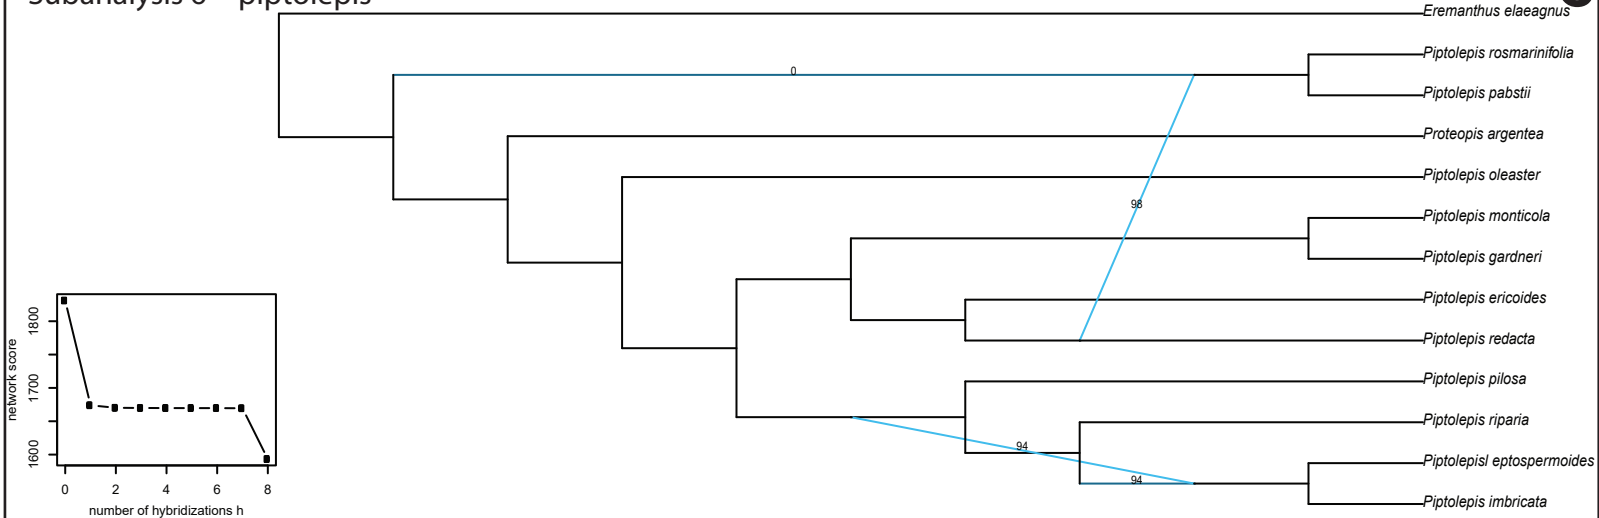 Eremanthus elaeagnus
Piptolepis rosmarinifolia
0
Piptolepis pabstii
Proteopis argentea
Piptolepis oleaster
98
Piptolepis monticola
Piptolepis gardneri
Piptolepis ericoides
Piptolepis redacta
Piptolepis pilosa
Piptolepis riparia
94
Piptolepisl eptospermoides
94
Piptolepis imbricata
network score
1800
1700
1600
0 2 4 6 8
number of hybridizations h